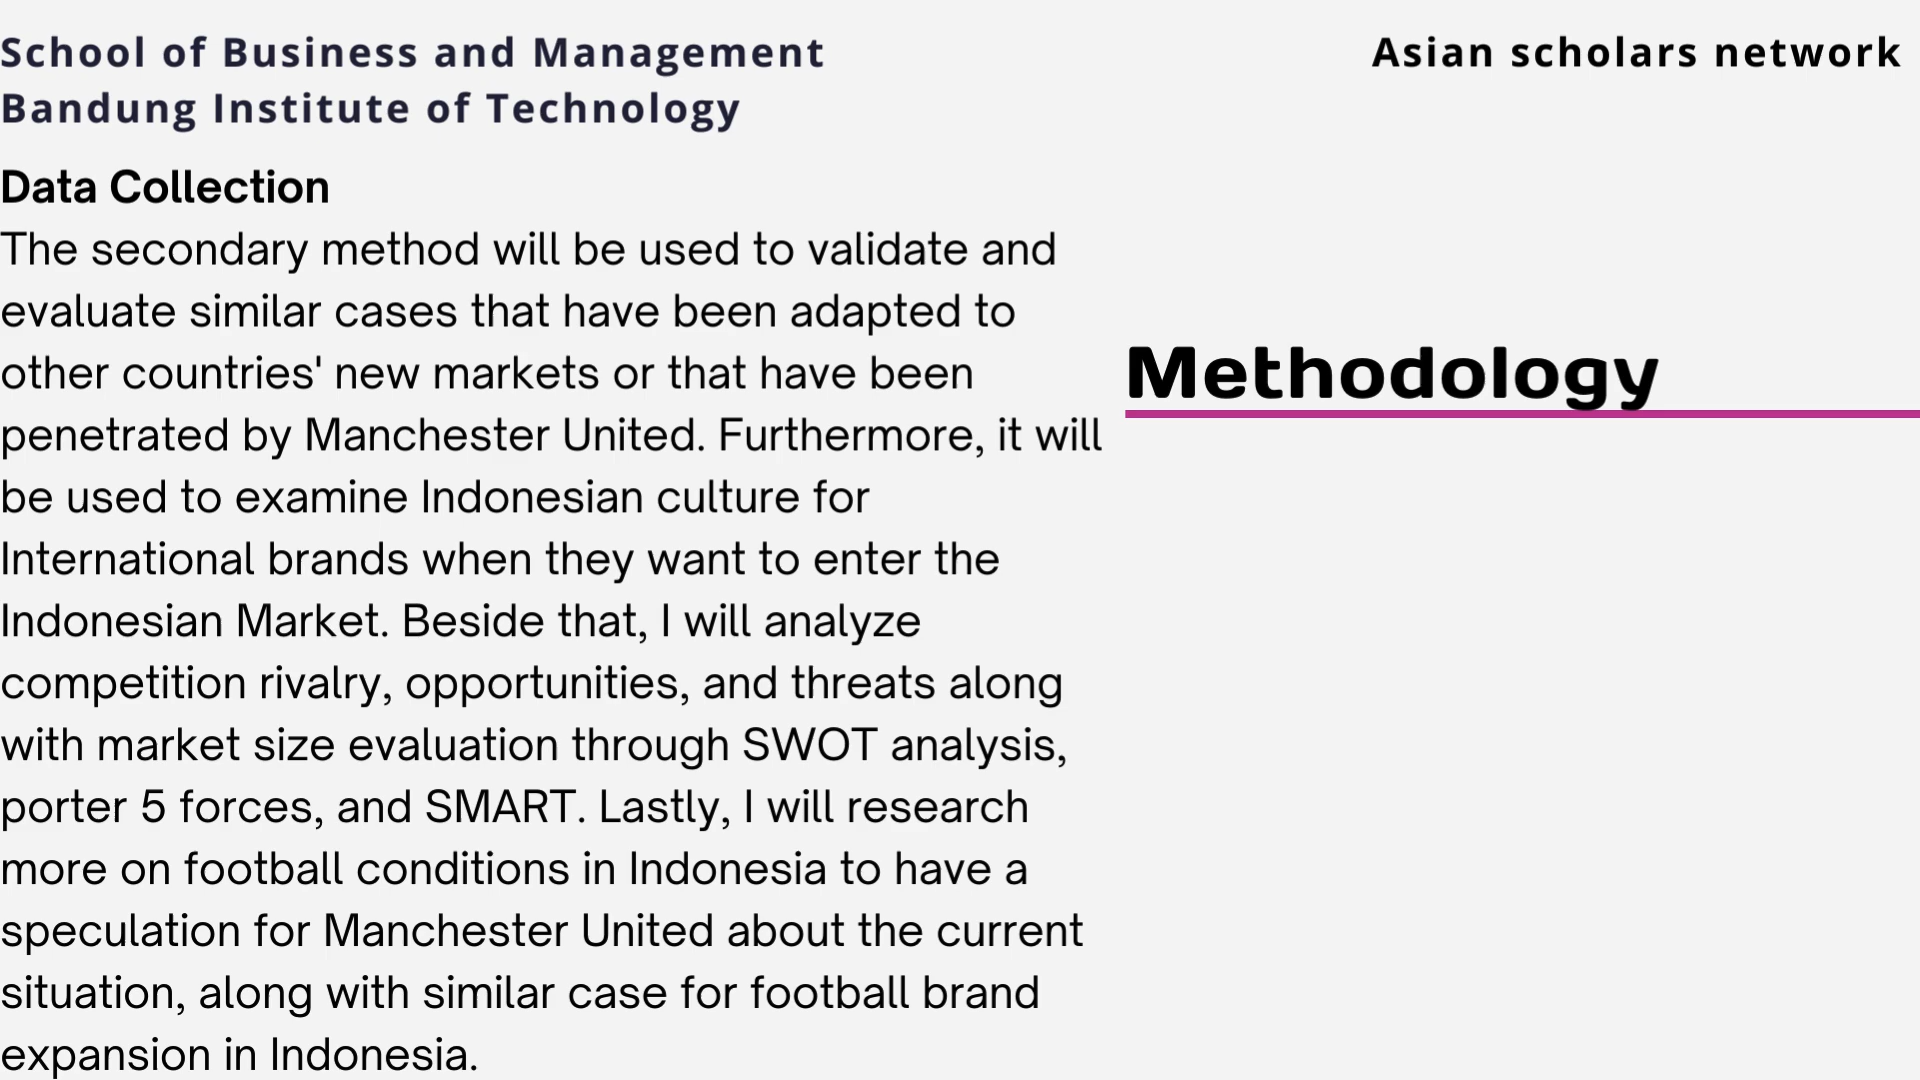 School of Business and Management
Bandung Institute of Technology
Asian scholars network
Data Collection
The secondary method will be used to validate and
evaluate similar cases that have been adapted to
other countries' new markets or that have been
penetrated by Manchester United. Furthermore, it will
be used to examine Indonesian culture for
International brands when they want to enter the
Indonesian Market. Beside that, I will analyze
competition rivalry, opportunities, and threats along
with market size evaluation through SWOT analysis,
porter 5 forces, and SMART. Lastly, I will research
more on football conditions in Indonesia to have a
speculation for Manchester United about the current
situation, along with similar case for football brand
expansion in Indonesia.
Methodology